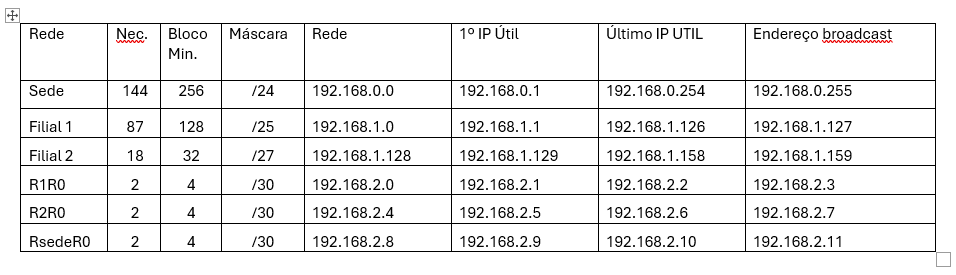 Rede Nec. Bloco Min. Máscara Rede 1º IP Útil Último IP UTIL Endereço broadcast
Sede 144 256 /24 192.168.0.0 192.168.0.1 192.168.0.254 192.168.0.255
Filial 1 87 128 /25 192.168.1.0 192.168.1.1 192.168.1.126 192.168.1.127
Filial 2 18 32 /27 192.168.1.128 192.168.1.129 192.168.1.158 192.168.1.159
R1R0 2 4 /30 192.168.2.0 192.168.2.1 192.168.2.2 192.168.2.3
R2R0 2 4 /30 192.168.2.4 192.168.2.5 192.168.2.6 192.168.2.7
RsedeR0 2 4 /30 192.168.2.8 192.168.2.9 192.168.2.10 192.168.2.11